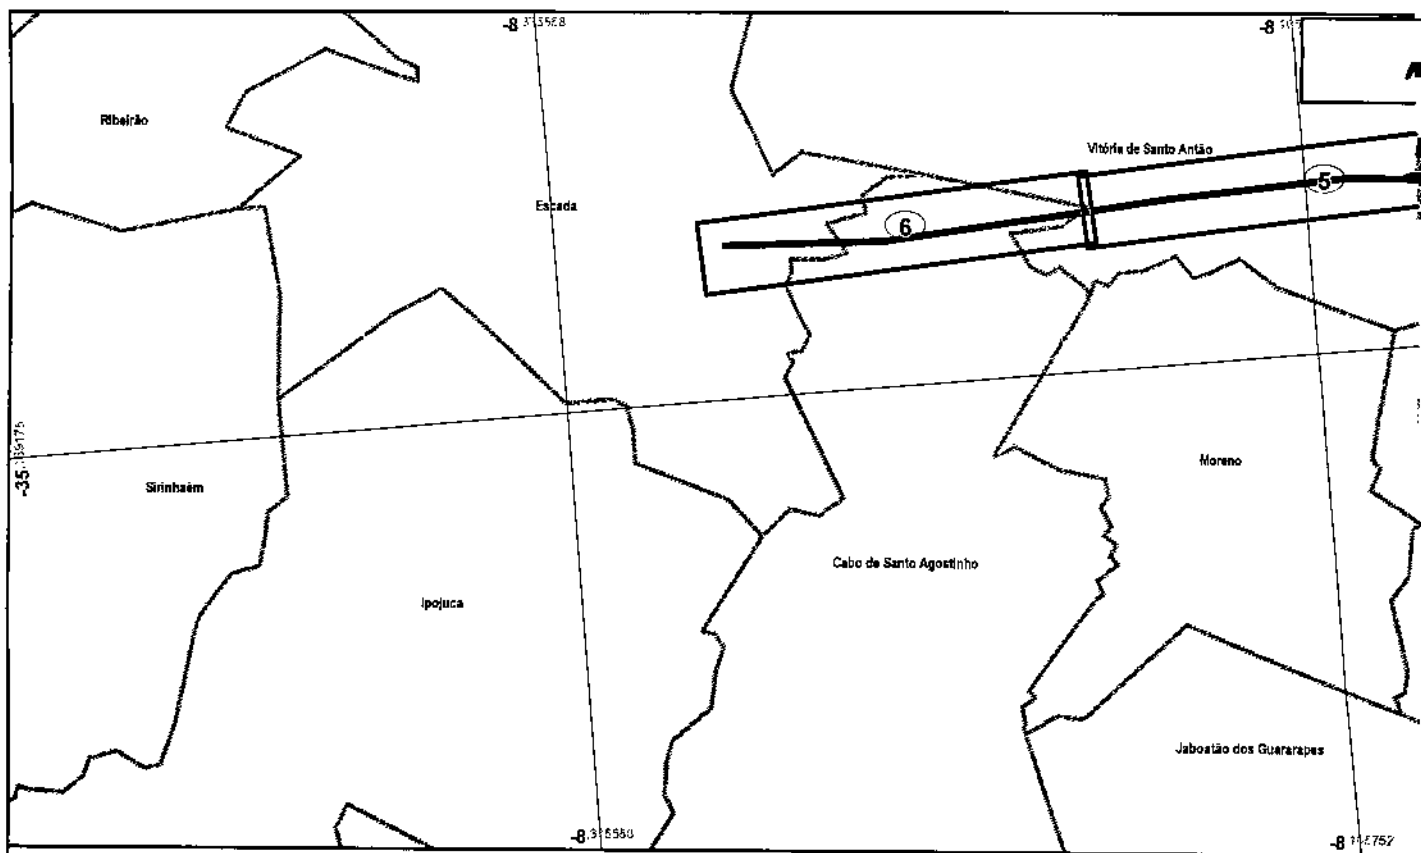 Ribeirão
Vitória de Santo Antão
5
Escada
6
Moreno
Sirinhaém
Cabo de Santo Agostinho
Ipojuca
Jaboatão dos Guararapes